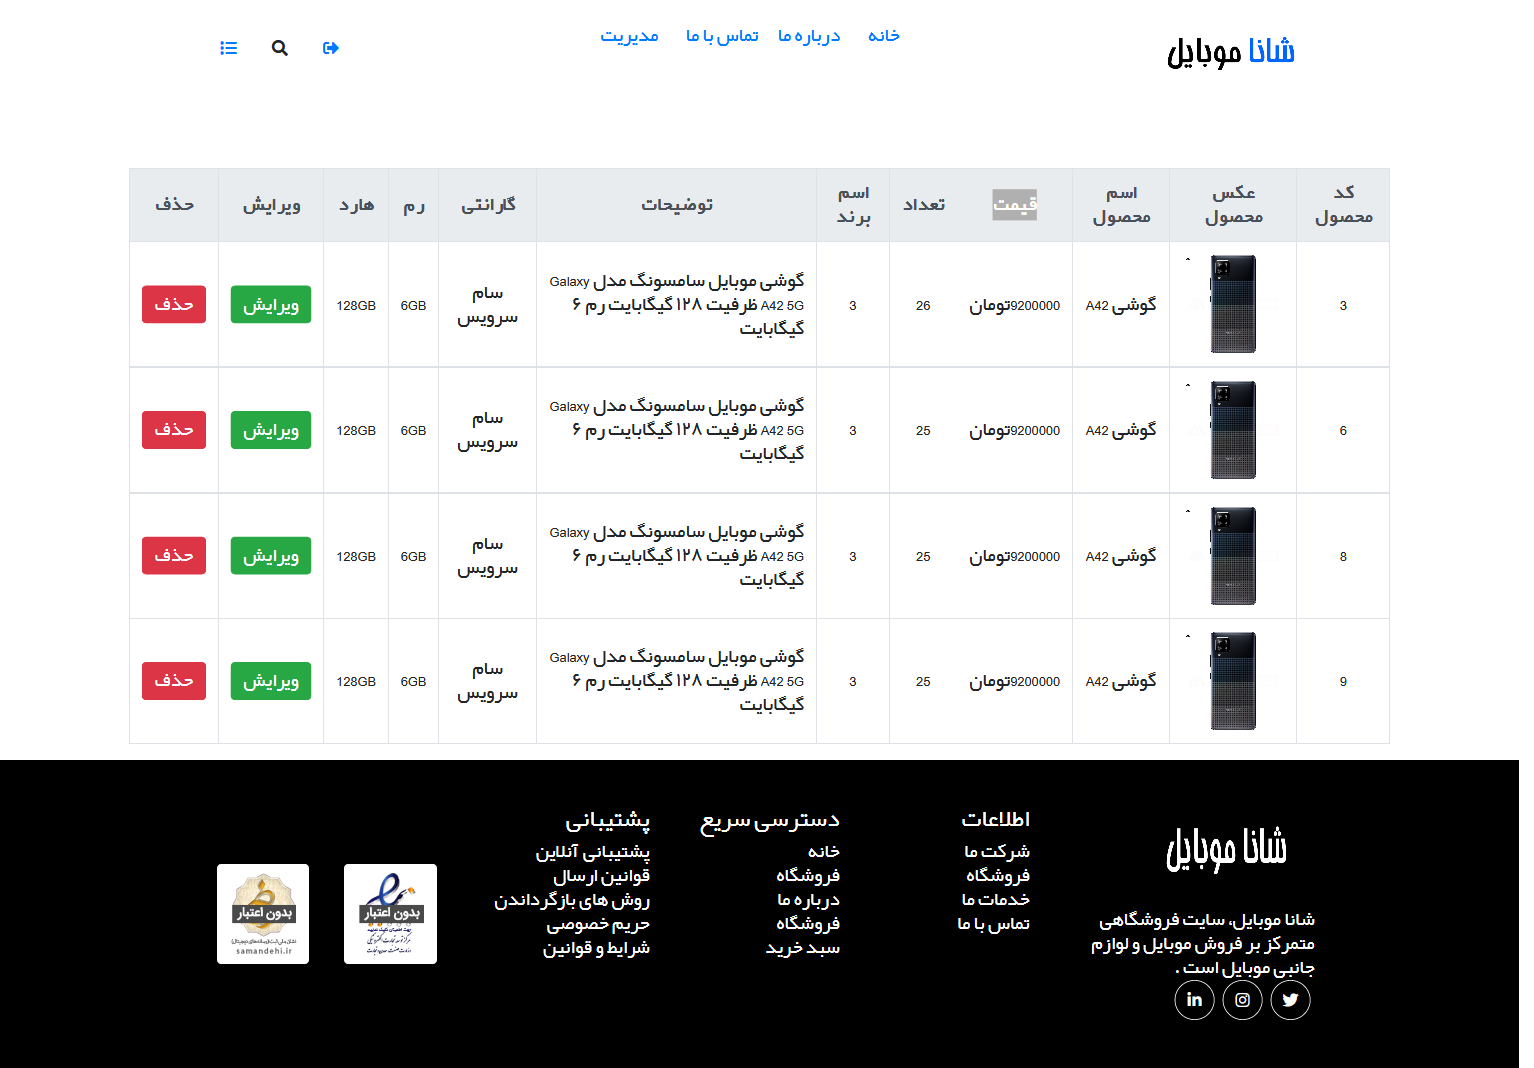 شانا موبایل
خانه درباره ما تماس با ما مدیریت
کد محصول عکس محصول اسم محصول قیمت تعداد اسم برند توضیحات گارانتی رم هارد ویرایش حذف
3 گوشی A42 9200000تومان 26 3
گوشی موبایل سامسونگ مدل Galaxy
A42 5G ظرفیت ۱۲۸ گیگابایت رم ۶
گیگابایت
سام
سرویس
6GB 128GB ویرایش حذف
6 گوشی A42 9200000تومان 25 3
گوشی موبایل سامسونگ مدل Galaxy
A42 5G ظرفیت ۱۲۸ گیگابایت رم ۶
گیگابایت
سام
سرویس
6GB 128GB ویرایش حذف
8 گوشی A42 9200000تومان 25 3
گوشی موبایل سامسونگ مدل Galaxy
A42 5G ظرفیت ۱۲۸ گیگابایت رم ۶
گیگابایت
سام
سرویس
6GB 128GB ویرایش حذف
9 گوشی A42 9200000تومان 25 3
گوشی موبایل سامسونگ مدل Galaxy
A42 5G ظرفیت ۱۲۸ گیگابایت رم ۶
گیگابایت
سام
سرویس
6GB 128GB ویرایش حذف
شانا موبایل
شانا موبایل، سایت فروشگاهی
متمرکز بر فروش موبایل و لوازم
جانبی موبایل است .
اطلاعات
شرکت ما
فروشگاه
خدمات ما
تماس با ما
دسترسی سریع
خانه
فروشگاه
درباره ما
فروشگاه
سبد خرید
پشتیبانی
پشتیبانی آنلاین
قوانین ارسال
روش های بازگرداندن
حریم خصوصی
شرایط و قوانین
بدون اعتبار
بدون اعتبار
samandehi.ir